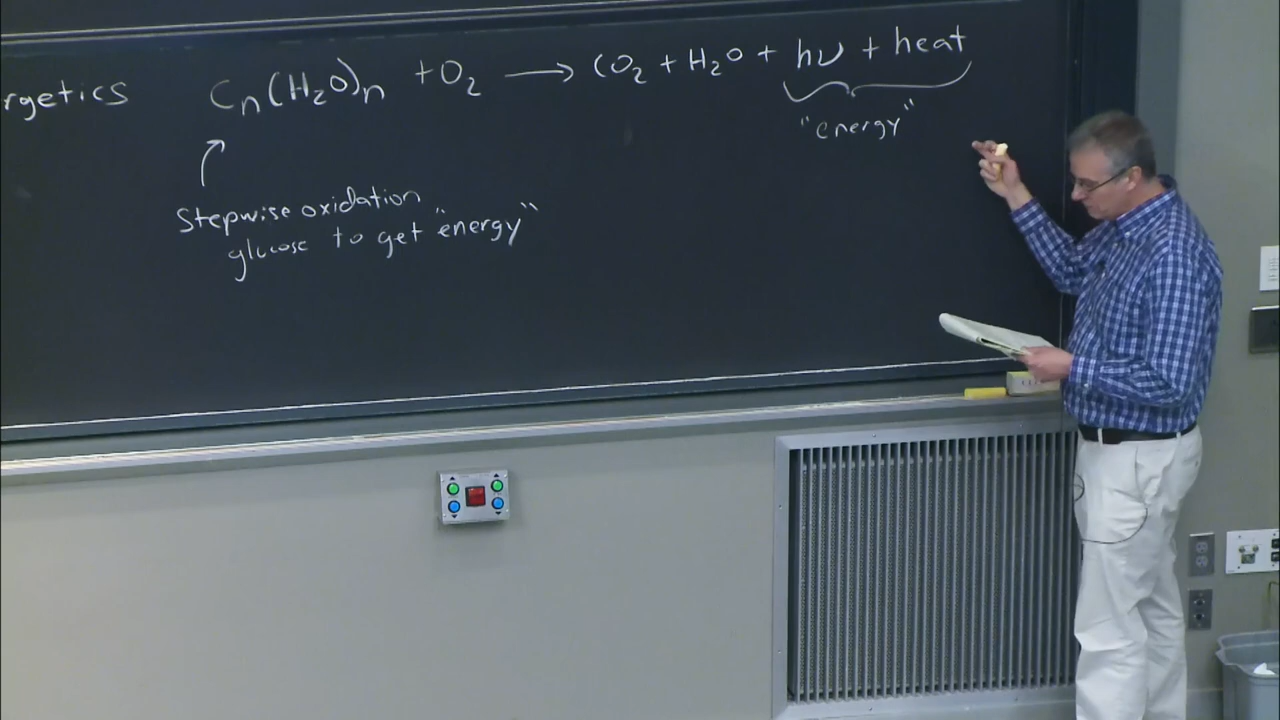 rgetics Cₙ(H₂O)ₙ + O₂ ⟶ CO₂ + H₂O + hν + heat
"energy"
Stepwise oxidation
glucose to get "energy"